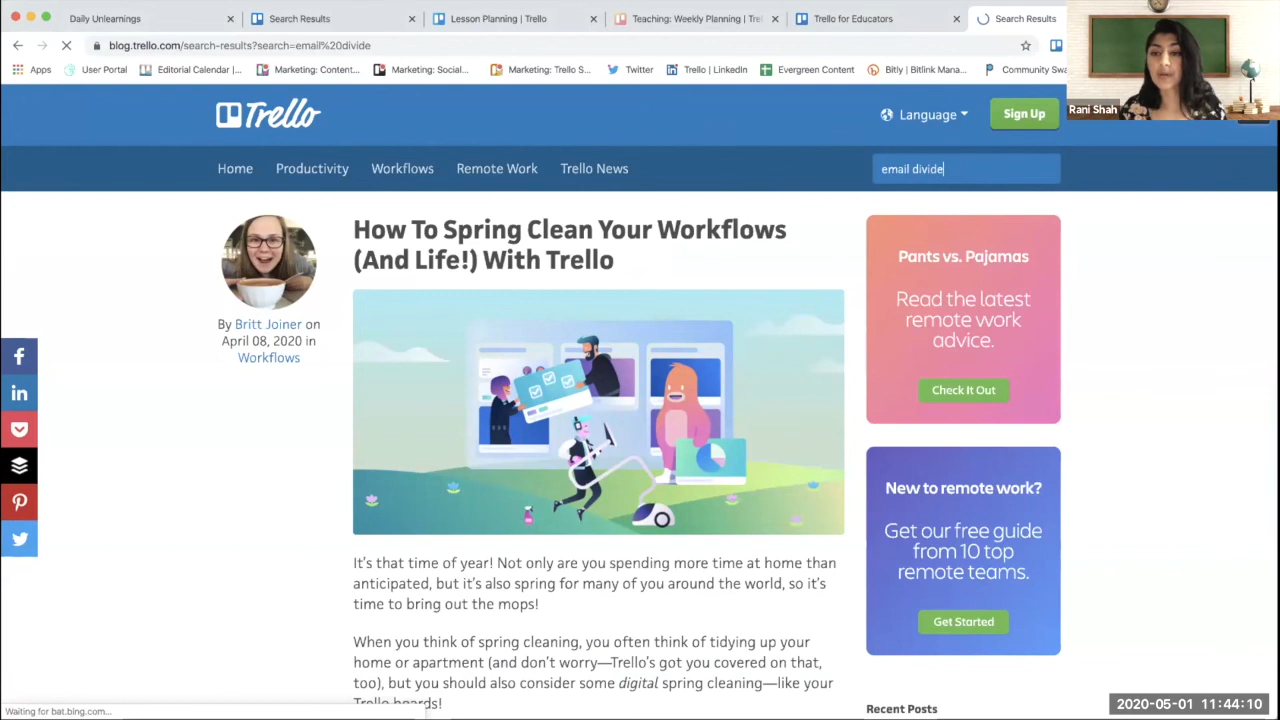 Daily Unlearnings
Search Results
Lesson Planning | Trello
Teaching: Weekly Planning | Tre
Trello for Educators
Search Results
blog.trello.com/search-results?search=email%20divide
Apps
User Portal
Editorial Calendar |...
Marketing: Content...
Marketing: Social...
Marketing: Trello S...
Twitter
Trello | LinkedIn
Evergreen Content
Bitly | Bitlink Mana...
Community Swa
Rani Shah
Trello
Language
Sign Up
Home
Productivity
Workflows
Remote Work
Trello News
email divide
How To Spring Clean Your Workflows
(And Life!) With Trello
By Britt Joiner on
April 08, 2020 in
Workflows
Pants vs. Pajamas
Read the latest
remote work
advice.
Check It Out
New to remote work?
Get our free guide
from 10 top
remote teams.
Get Started
It's that time of year! Not only are you spending more time at home than
anticipated, but it's also spring for many of you around the world, so it's
time to bring out the mops!
When you think of spring cleaning, you often think of tidying up your
home or apartment (and don't worry—Trello's got you covered on that,
too), but you should also consider some digital spring cleaning—like your
Trello boards!
Recent Posts
Waiting for bat.bing.com...
2020-05-01 11:44:10